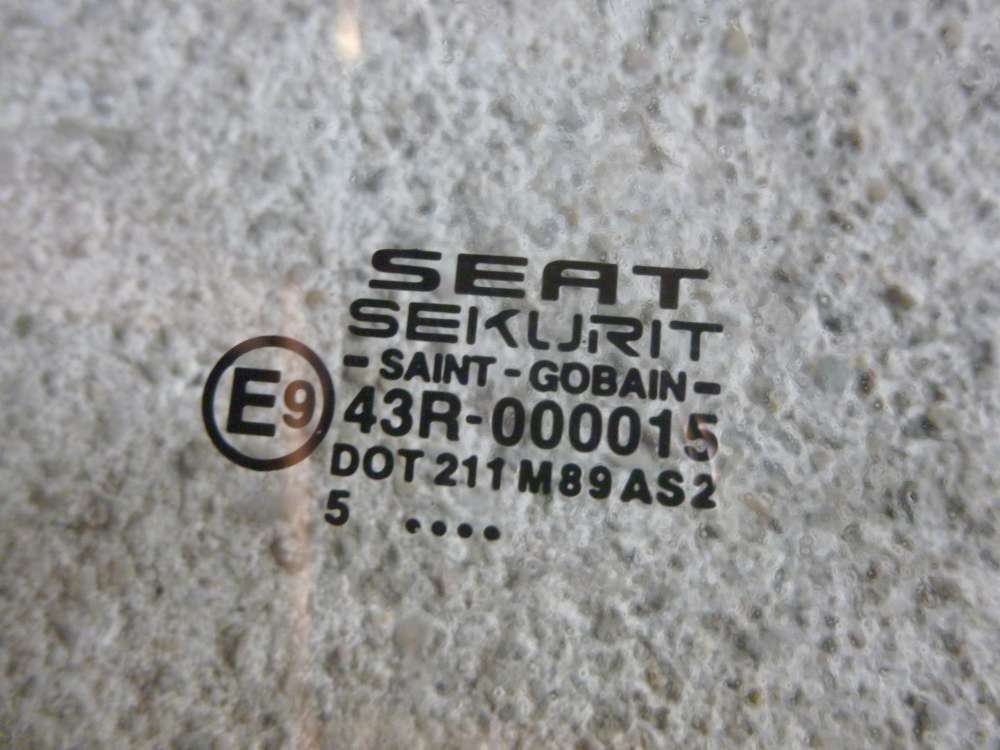 SEAT
SEKURIT
- SAINT - GOBAIN -
E9 43R-000015
DOT 211 M89 AS2
5 ....